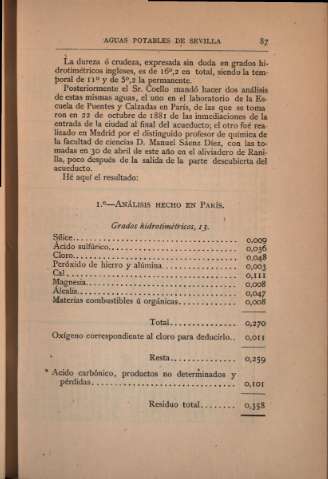 AGUAS POTABLES DE SEVILLA 87
La dureza ó crudeza, expresada sin duda en grados hi-
drotimétricos ingleses, es de 16°,2 en total, siendo la tem-
poral de 11° y de 5°,2 la permanente.
Posteriormente el Sr. Coello mandó hacer dos análisis
de estas mismas aguas, el uno en el laboratorio de la Es-
cuela de Puentes y Calzadas en París, de las que se toma
ron en 22 de octubre de 1881 de las inmediaciones de la
entrada de la ciudad al final del acueducto; el otro fué rea-
lizado en Madrid por el distinguido profesor de química de
la facultad de ciencias D. Manuel Sáenz Díez, con las to-
madas en 30 de abril de este año en el aliviadero de Rani-
lla, poco después de la salida de la parte descubierta del
acueducto.
Hé aquí el resultado:
1.°—ANÁLISIS HECHO EN PARÍS.
Grados hidrotimétricos, 13.
Sílice........ 0,009
Ácido sulfúrico........ 0,036
Cloro........ 0,048
Peróxido de hierro y alúmina........ 0,003
Cal........ 0,111
Magnesia........ 0,008
Álcalis........ 0,047
Materias combustibles ú orgánicas........ 0,008
Total........ 0,270
Oxígeno correspondiente al cloro para deducirlo.. 0,011
Resta........ 0,259
Acido carbónico, productos no determinados y
pérdidas........ 0,101
Residuo total........ 0,358